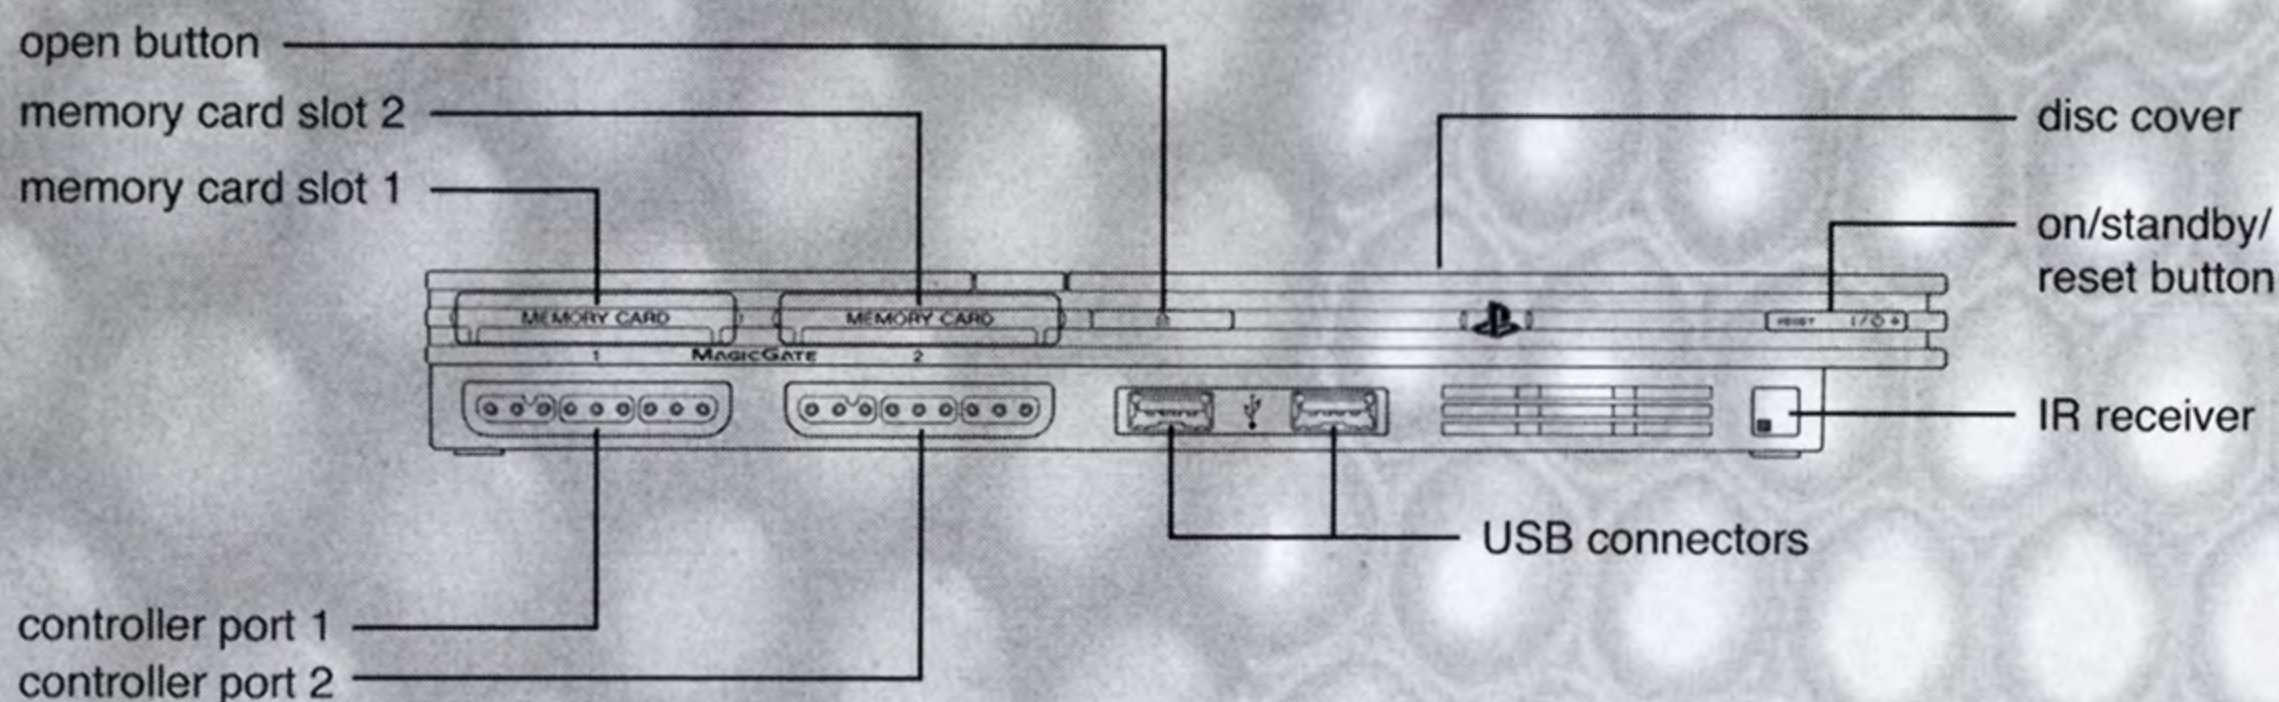 open button
memory card slot 2
memory card slot 1
disc cover
on/standby/
reset button
MEMORY CARD
MEMORY CARD
RESET
1
MAGICGATE
2
IR receiver
USB connectors
controller port 1
controller port 2